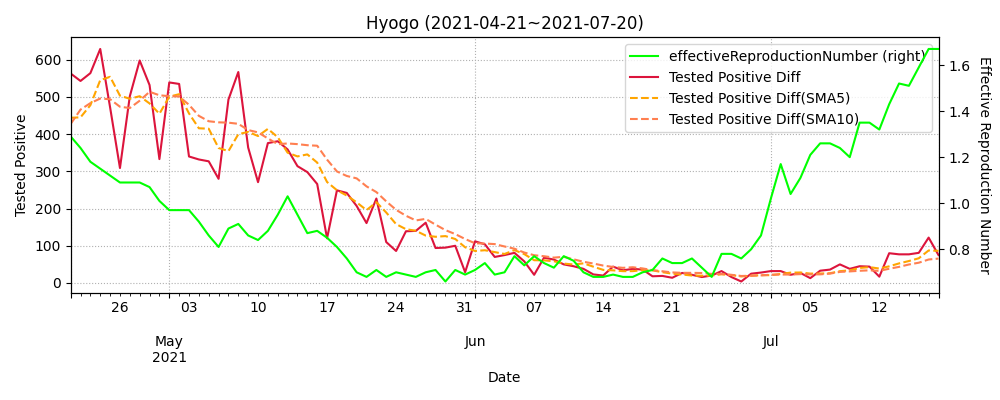 Hyogo (2021-04-21~2021-07-20)
effectiveReproductionNumber (right)
Tested Positive Diff
Tested Positive Diff(SMA5)
Tested Positive Diff(SMA10)
Tested Positive
600
500
400
300
200
100
0
Effective Reproduction Number
1.6
1.4
1.2
1.0
0.8
26 03 10 17 24 31 07 14 21 28 05 12
May Jun Jul
2021
Date